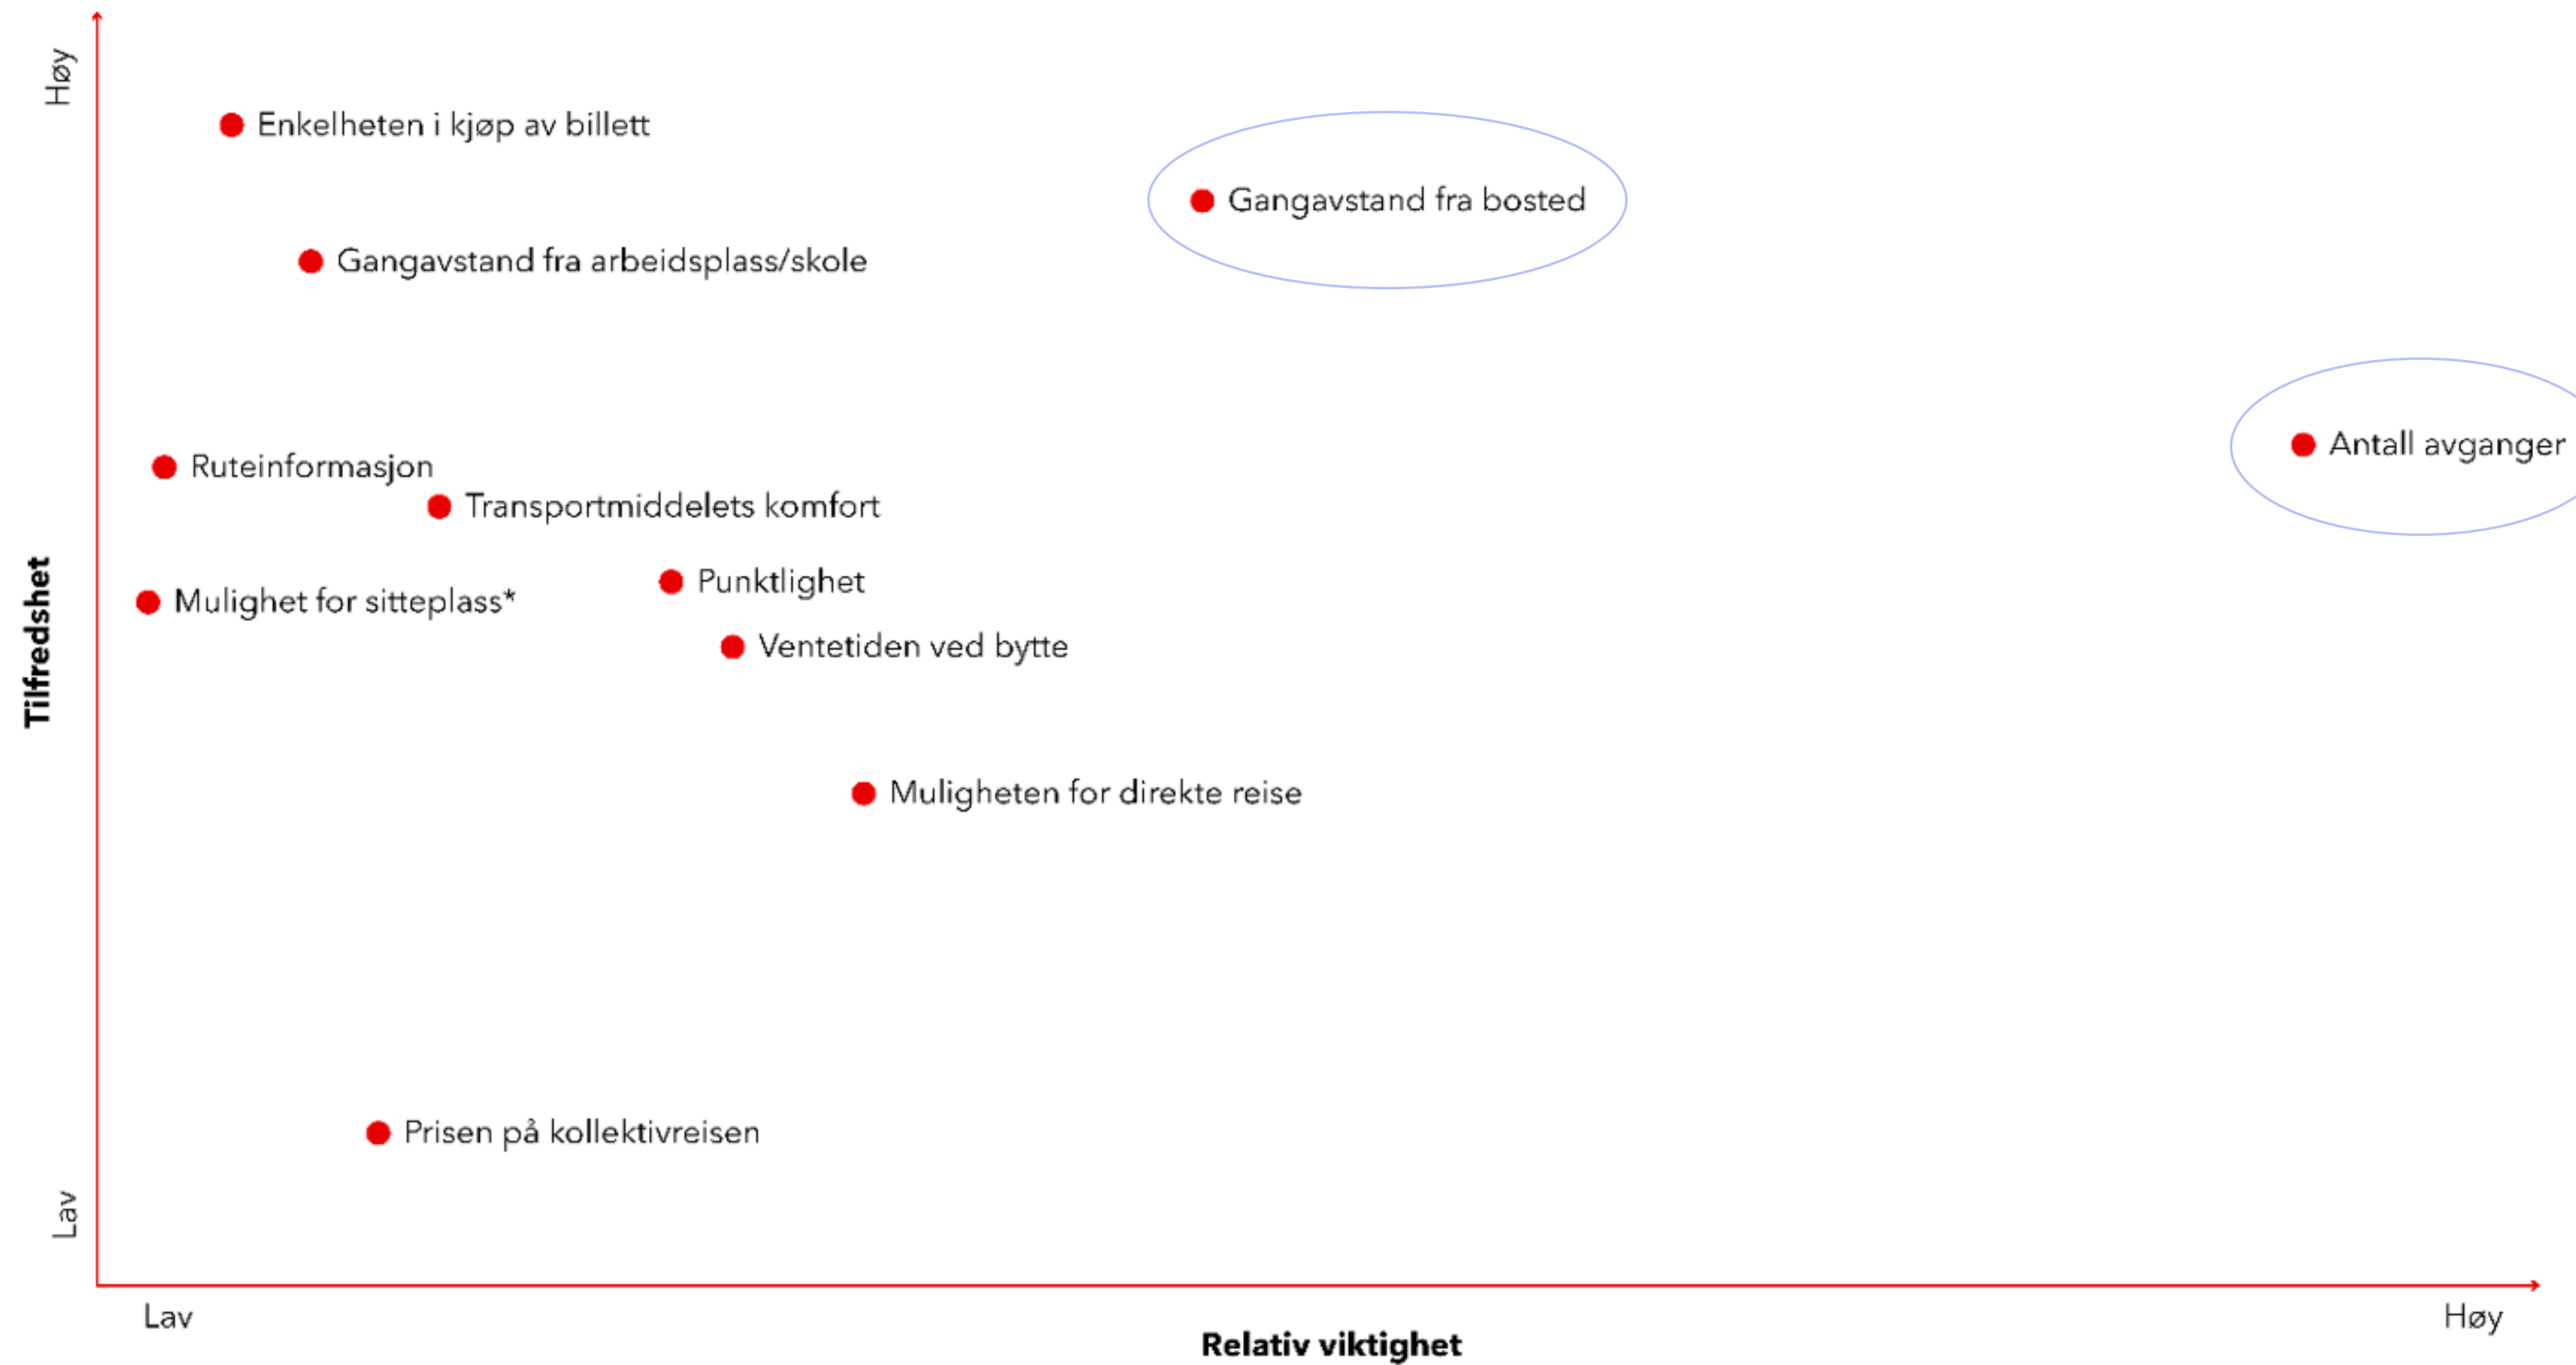 Høy
Enkelheten i kjøp av billett
Gangavstand fra bosted
Gangavstand fra arbeidsplass/skole
Antall avganger
Ruteinformasjon
Transportmiddelets komfort
Punktlighet
Mulighet for sitteplass*
Tilfredshet
Ventetiden ved bytte
Muligheten for direkte reise
Prisen på kollektivreisen
Lav
Lav
Høy
Relativ viktighet